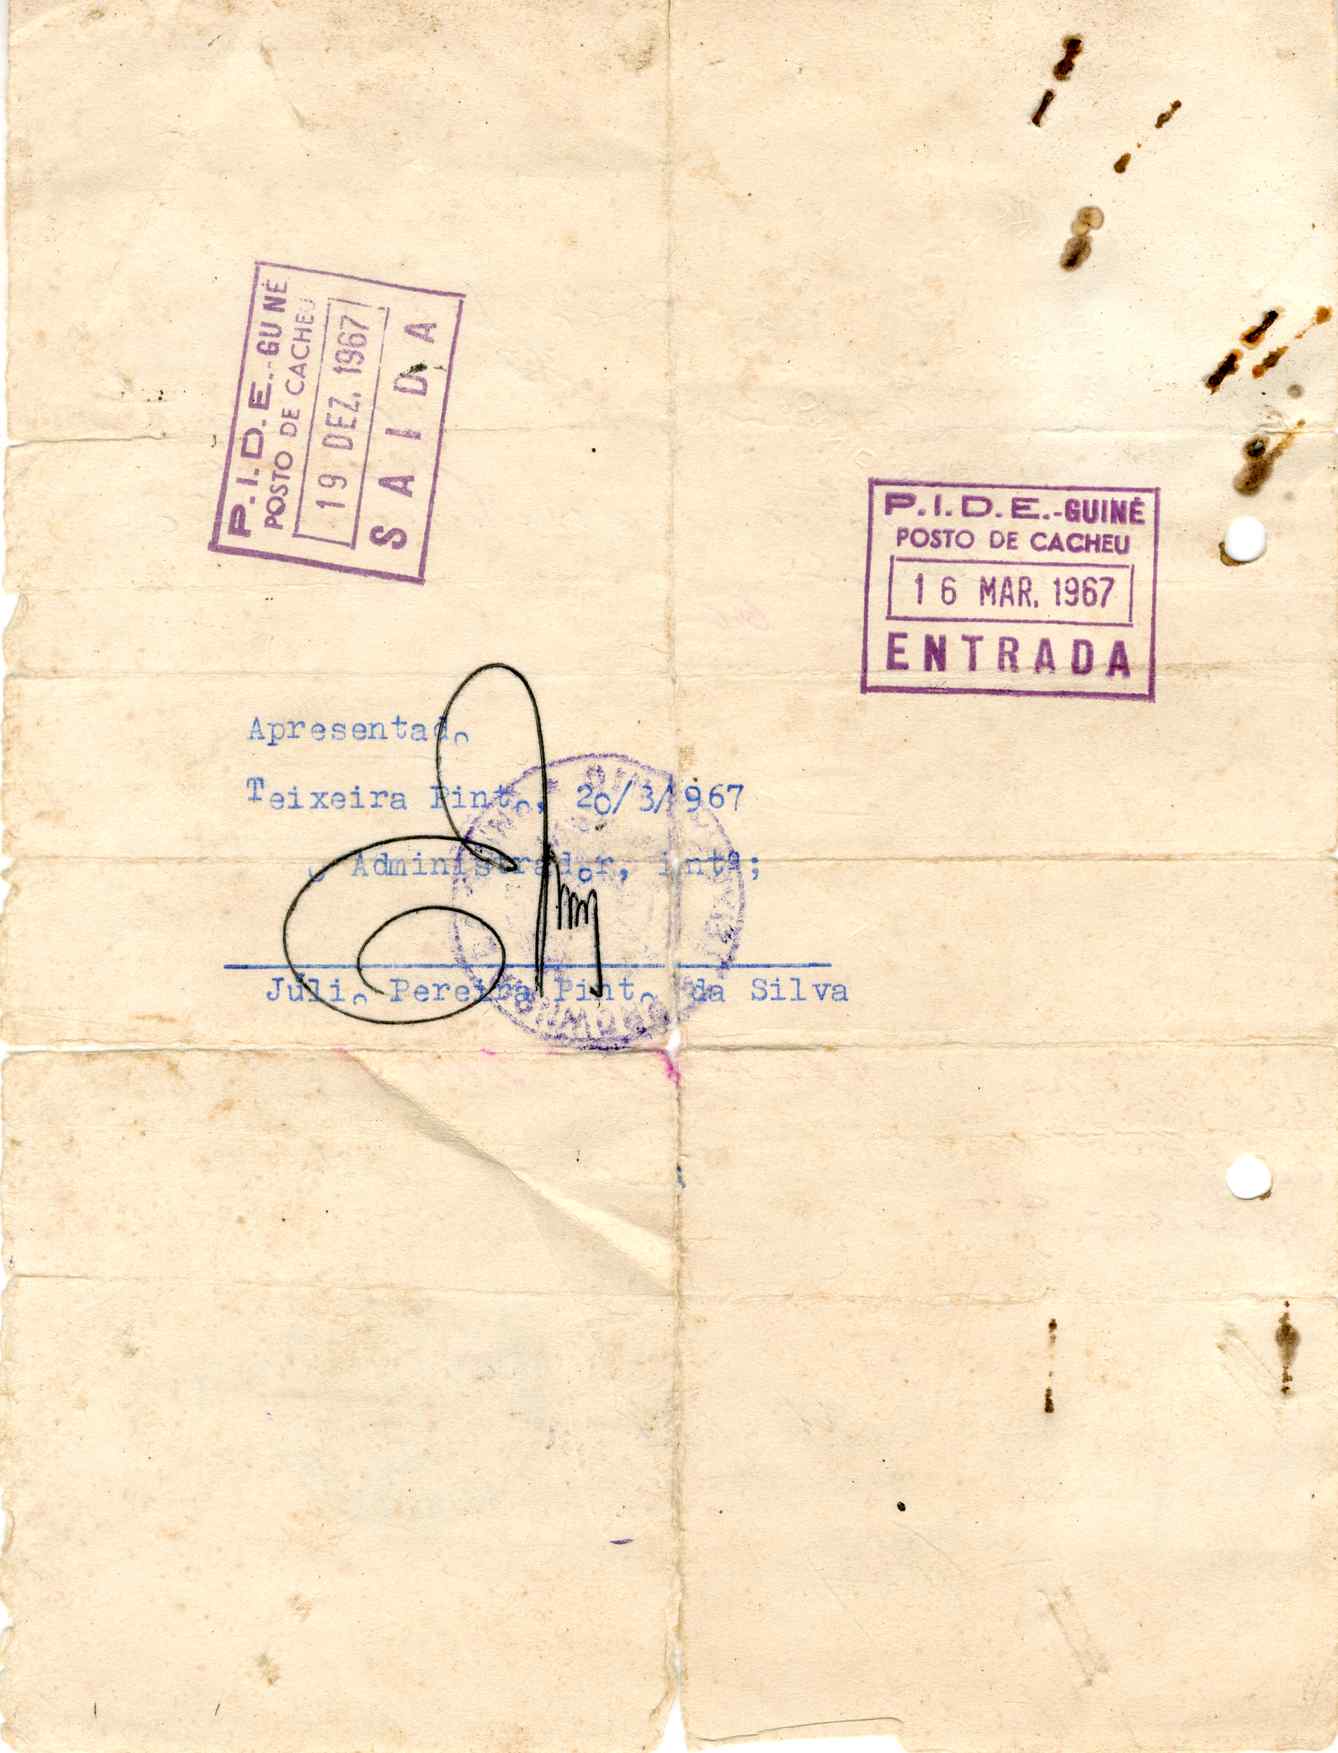 P.I.D.E.-GUINÉ
POSTO DE CACHEU
19 DEZ. 1967
SAIDA
P.I.D.E.-GUINÉ
POSTO DE CACHEU
16 MAR. 1967
ENTRADA
Apresentado
Teixeira Pinto, 20/3/1967
o Administrador, intº;
Júlio Pereira Pinto da Silva